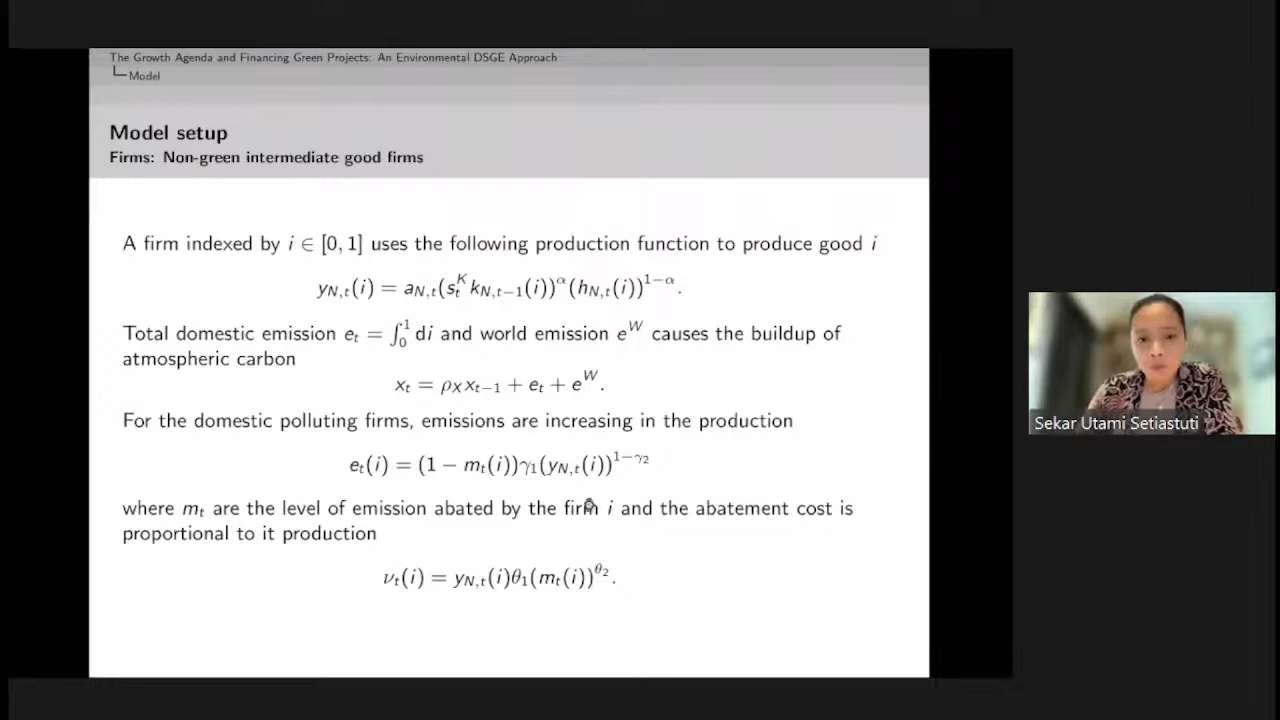 The Growth Agenda and Financing Green Projects: An Environmental DSGE Approach
Model
Model setup
Firms: Non-green intermediate good firms
A firm indexed by i ∈ [0, 1] uses the following production function to produce good i
y_{N,t}(i) = a_{N,t}(s_t^K k_{N,t−1}(i))^α (h_{N,t}(i))^{1−α}.
Total domestic emission e_t = ∫_0^1 di and world emission e^W causes the buildup of
atmospheric carbon
x_t = ρ_X x_{t−1} + e_t + e^W.
For the domestic polluting firms, emissions are increasing in the production
e_t(i) = (1 − m_t(i))γ_1(y_{N,t}(i))^{1−γ_2}
where m_t are the level of emission abated by the firm i and the abatement cost is
proportional to it production
ν_t(i) = y_{N,t}(i)θ_1(m_t(i))^{θ_2}.
Sekar Utami Setiastuti